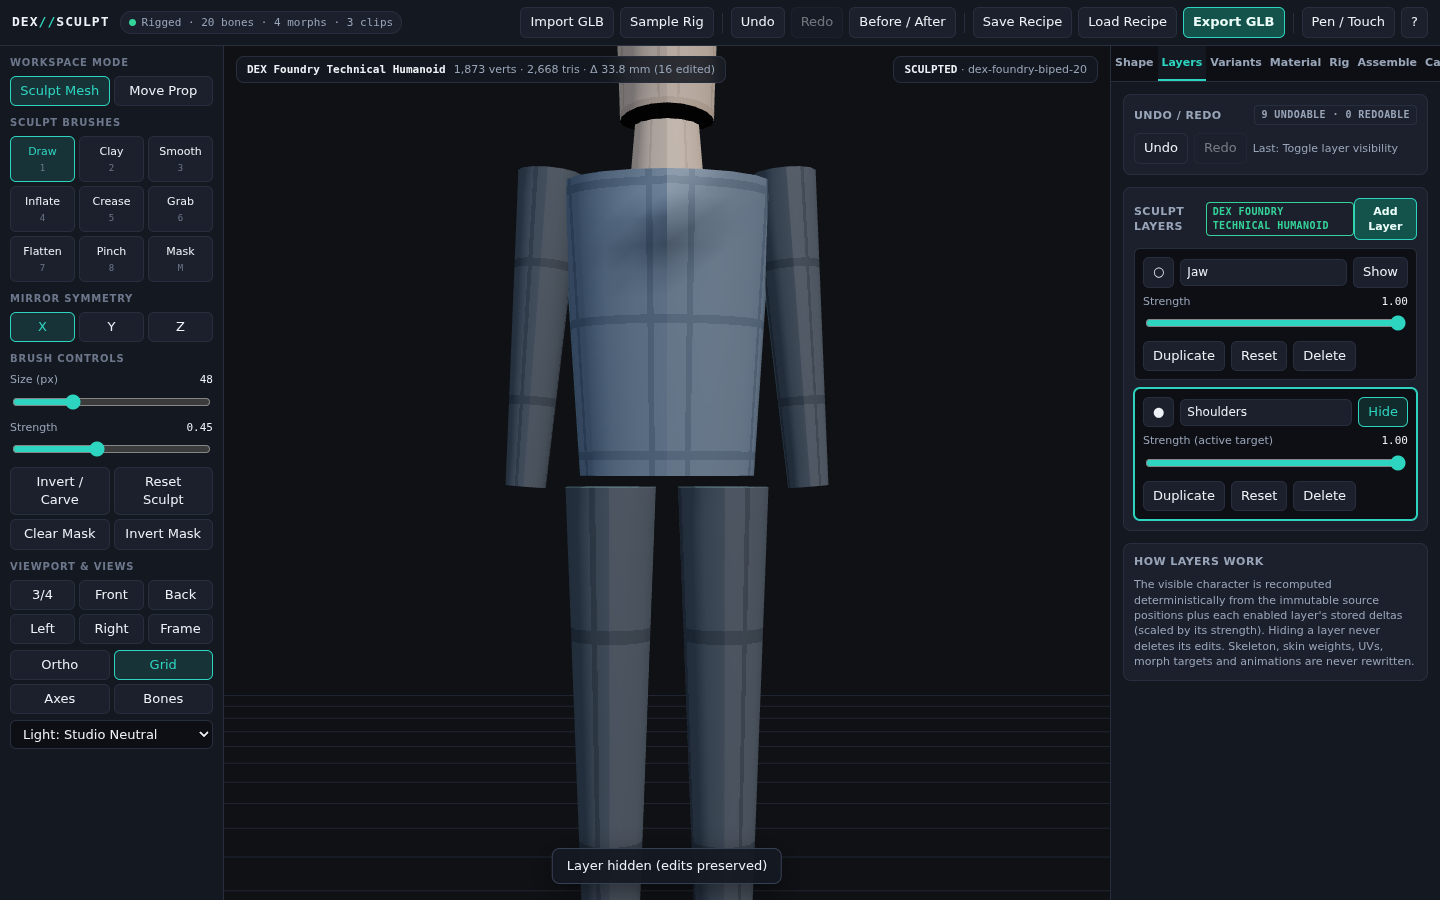 DEX//SCULPT
Rigged · 20 bones · 4 morphs · 3 clips
Import GLB
Sample Rig
Undo
Redo
Before / After
Save Recipe
Load Recipe
Export GLB
Pen / Touch
?
WORKSPACE MODE
Sculpt Mesh
Move Prop
SCULPT BRUSHES
Draw
1
Clay
2
Smooth
3
Inflate
4
Crease
5
Grab
6
Flatten
7
Pinch
8
Mask
M
MIRROR SYMMETRY
X
Y
Z
BRUSH CONTROLS
Size (px)
48
Strength
0.45
Invert /
Carve
Reset
Sculpt
Clear Mask
Invert Mask
VIEWPORT & VIEWS
3/4
Front
Back
Left
Right
Frame
Ortho
Grid
Axes
Bones
Light: Studio Neutral
DEX Foundry Technical Humanoid 1,873 verts · 2,668 tris · Δ 33.8 mm (16 edited)
SCULPTED · dex-foundry-biped-20
Layer hidden (edits preserved)
Shape
Layers
Variants
Material
Rig
Assemble
Ca
UNDO / REDO
9 UNDOABLE · 0 REDOABLE
Undo
Redo
Last: Toggle layer visibility
SCULPT
LAYERS
DEX FOUNDRY
TECHNICAL HUMANOID
Add
Layer
Jaw
Show
Strength
1.00
Duplicate
Reset
Delete
Shoulders
Hide
Strength (active target)
1.00
Duplicate
Reset
Delete
HOW LAYERS WORK
The visible character is recomputed
deterministically from the immutable source
positions plus each enabled layer's stored deltas
(scaled by its strength). Hiding a layer never
deletes its edits. Skeleton, skin weights, UVs,
morph targets and animations are never rewritten.